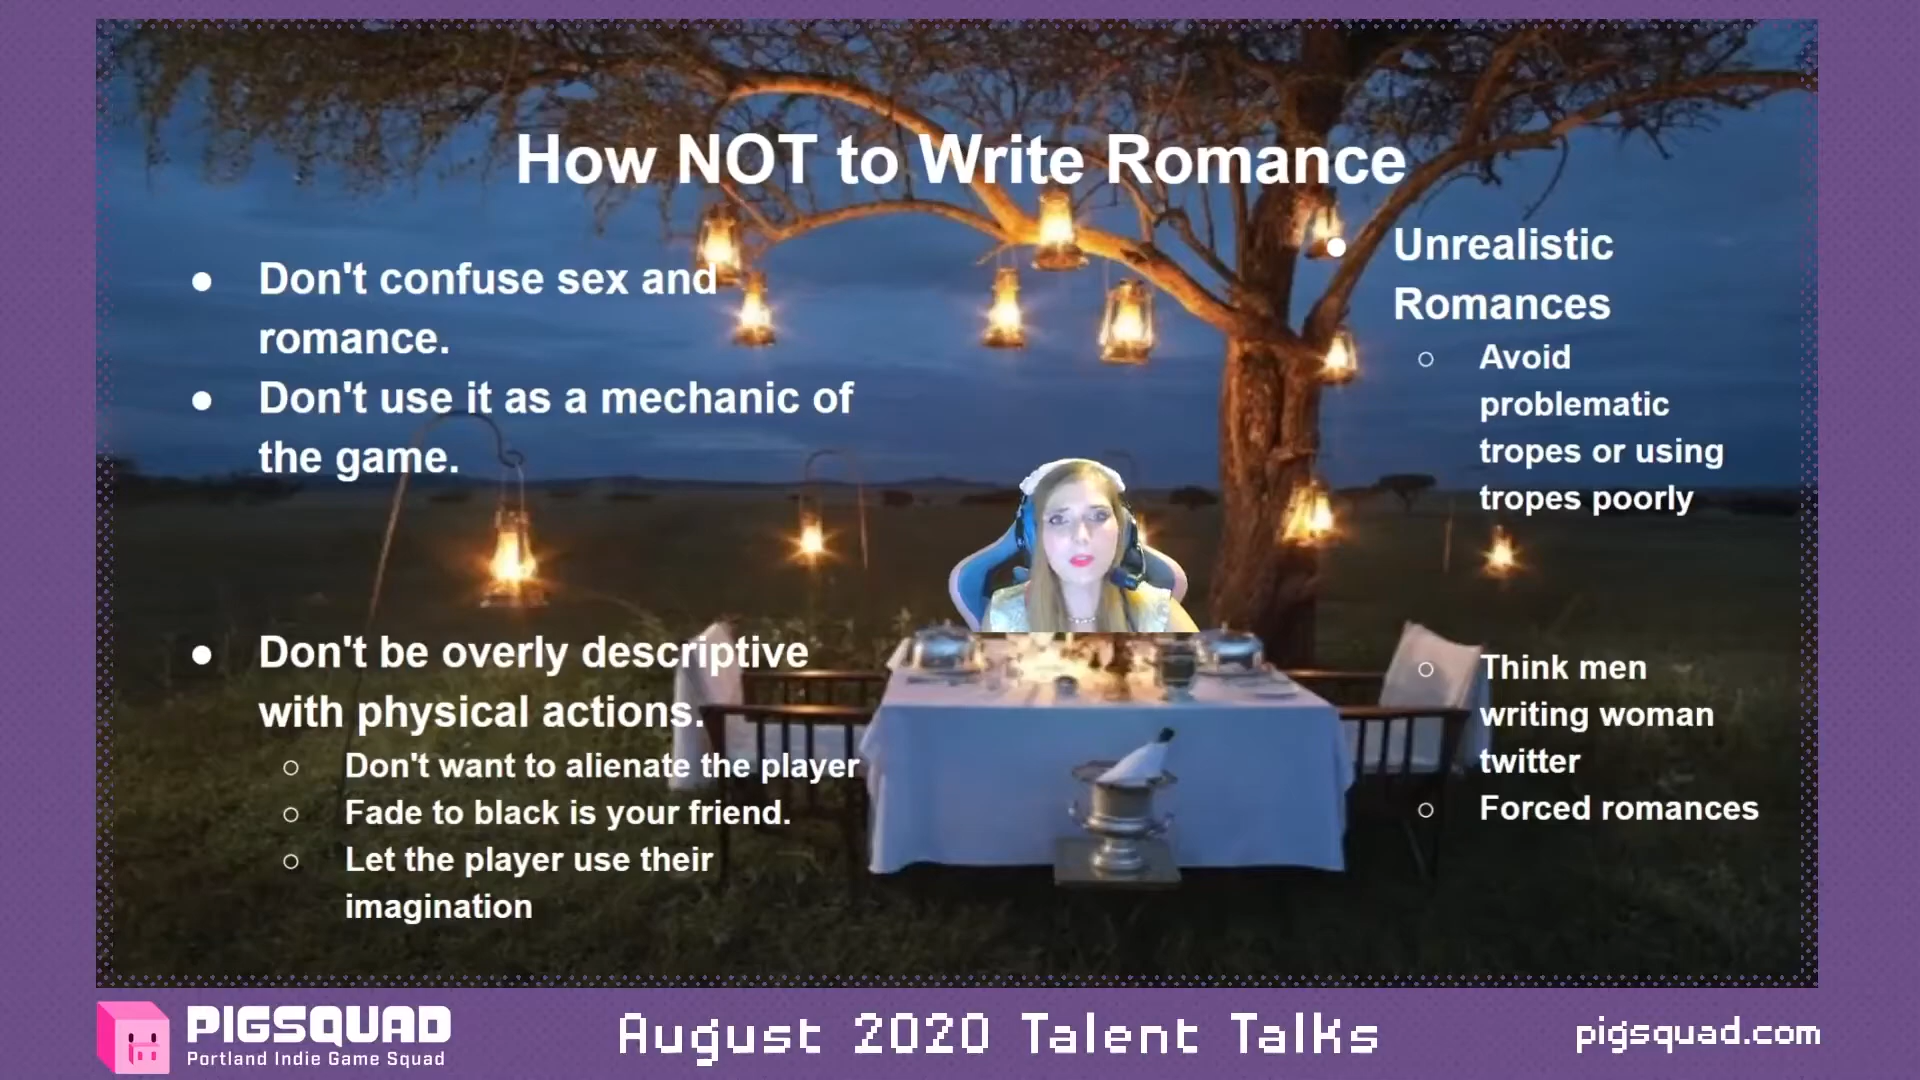 How NOT to Write Romance
● Don't confuse sex and
romance.
● Don't use it as a mechanic of
the game.
● Don't be overly descriptive
with physical actions.
○ Don't want to alienate the player
○ Fade to black is your friend.
○ Let the player use their
imagination
● Unrealistic
Romances
○ Avoid
problematic
tropes or using
tropes poorly
○ Think men
writing woman
twitter
○ Forced romances
PIGSQUAD
Portland Indie Game Squad
August 2020 Talent Talks
pigsquad.com